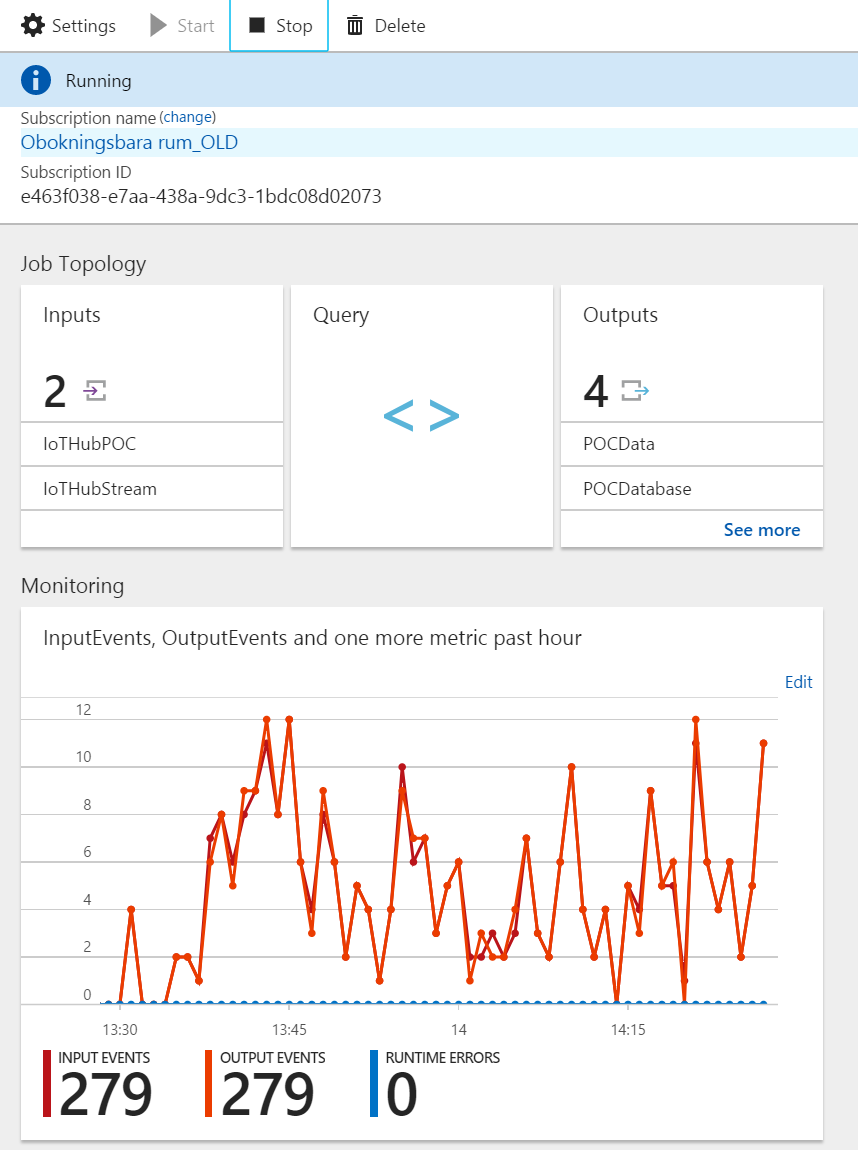 Settings Start Stop Delete
Running
Subscription name (change)
Obokningsbara rum_OLD
Subscription ID
e463f038-e7aa-438a-9dc3-1bdc08d02073
Job Topology
Inputs
2
IoTHubPOC
IoTHubStream
Query
< >
Outputs
4
POCData
POCDatabase
See more
Monitoring
InputEvents, OutputEvents and one more metric past hour
Edit
12
10
8
6
4
2
0
13:30 13:45 14 14:15
INPUT EVENTS
279
OUTPUT EVENTS
279
RUNTIME ERRORS
0